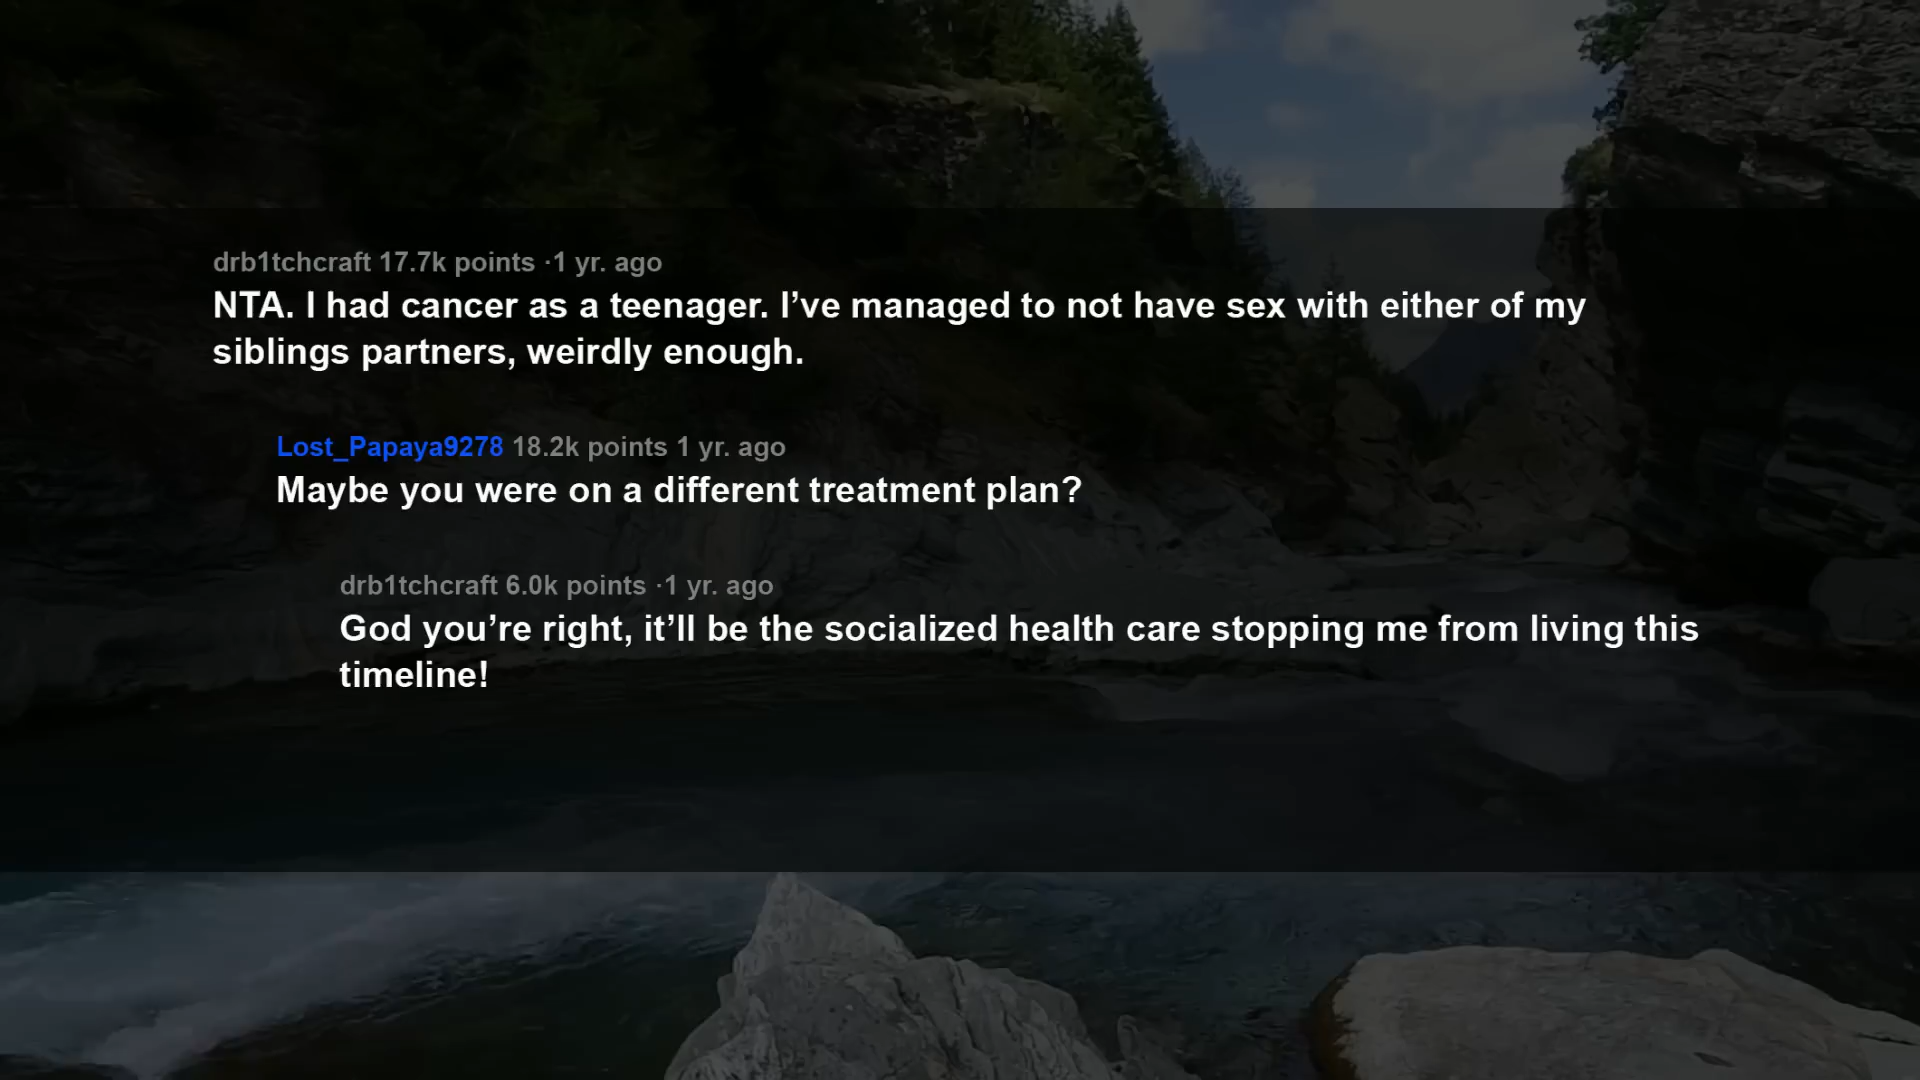 drb1tchcraft 17.7k points ·1 yr. ago
NTA. I had cancer as a teenager. I’ve managed to not have sex with either of my
siblings partners, weirdly enough.
Lost_Papaya9278 18.2k points 1 yr. ago
Maybe you were on a different treatment plan?
drb1tchcraft 6.0k points ·1 yr. ago
God you’re right, it’ll be the socialized health care stopping me from living this
timeline!